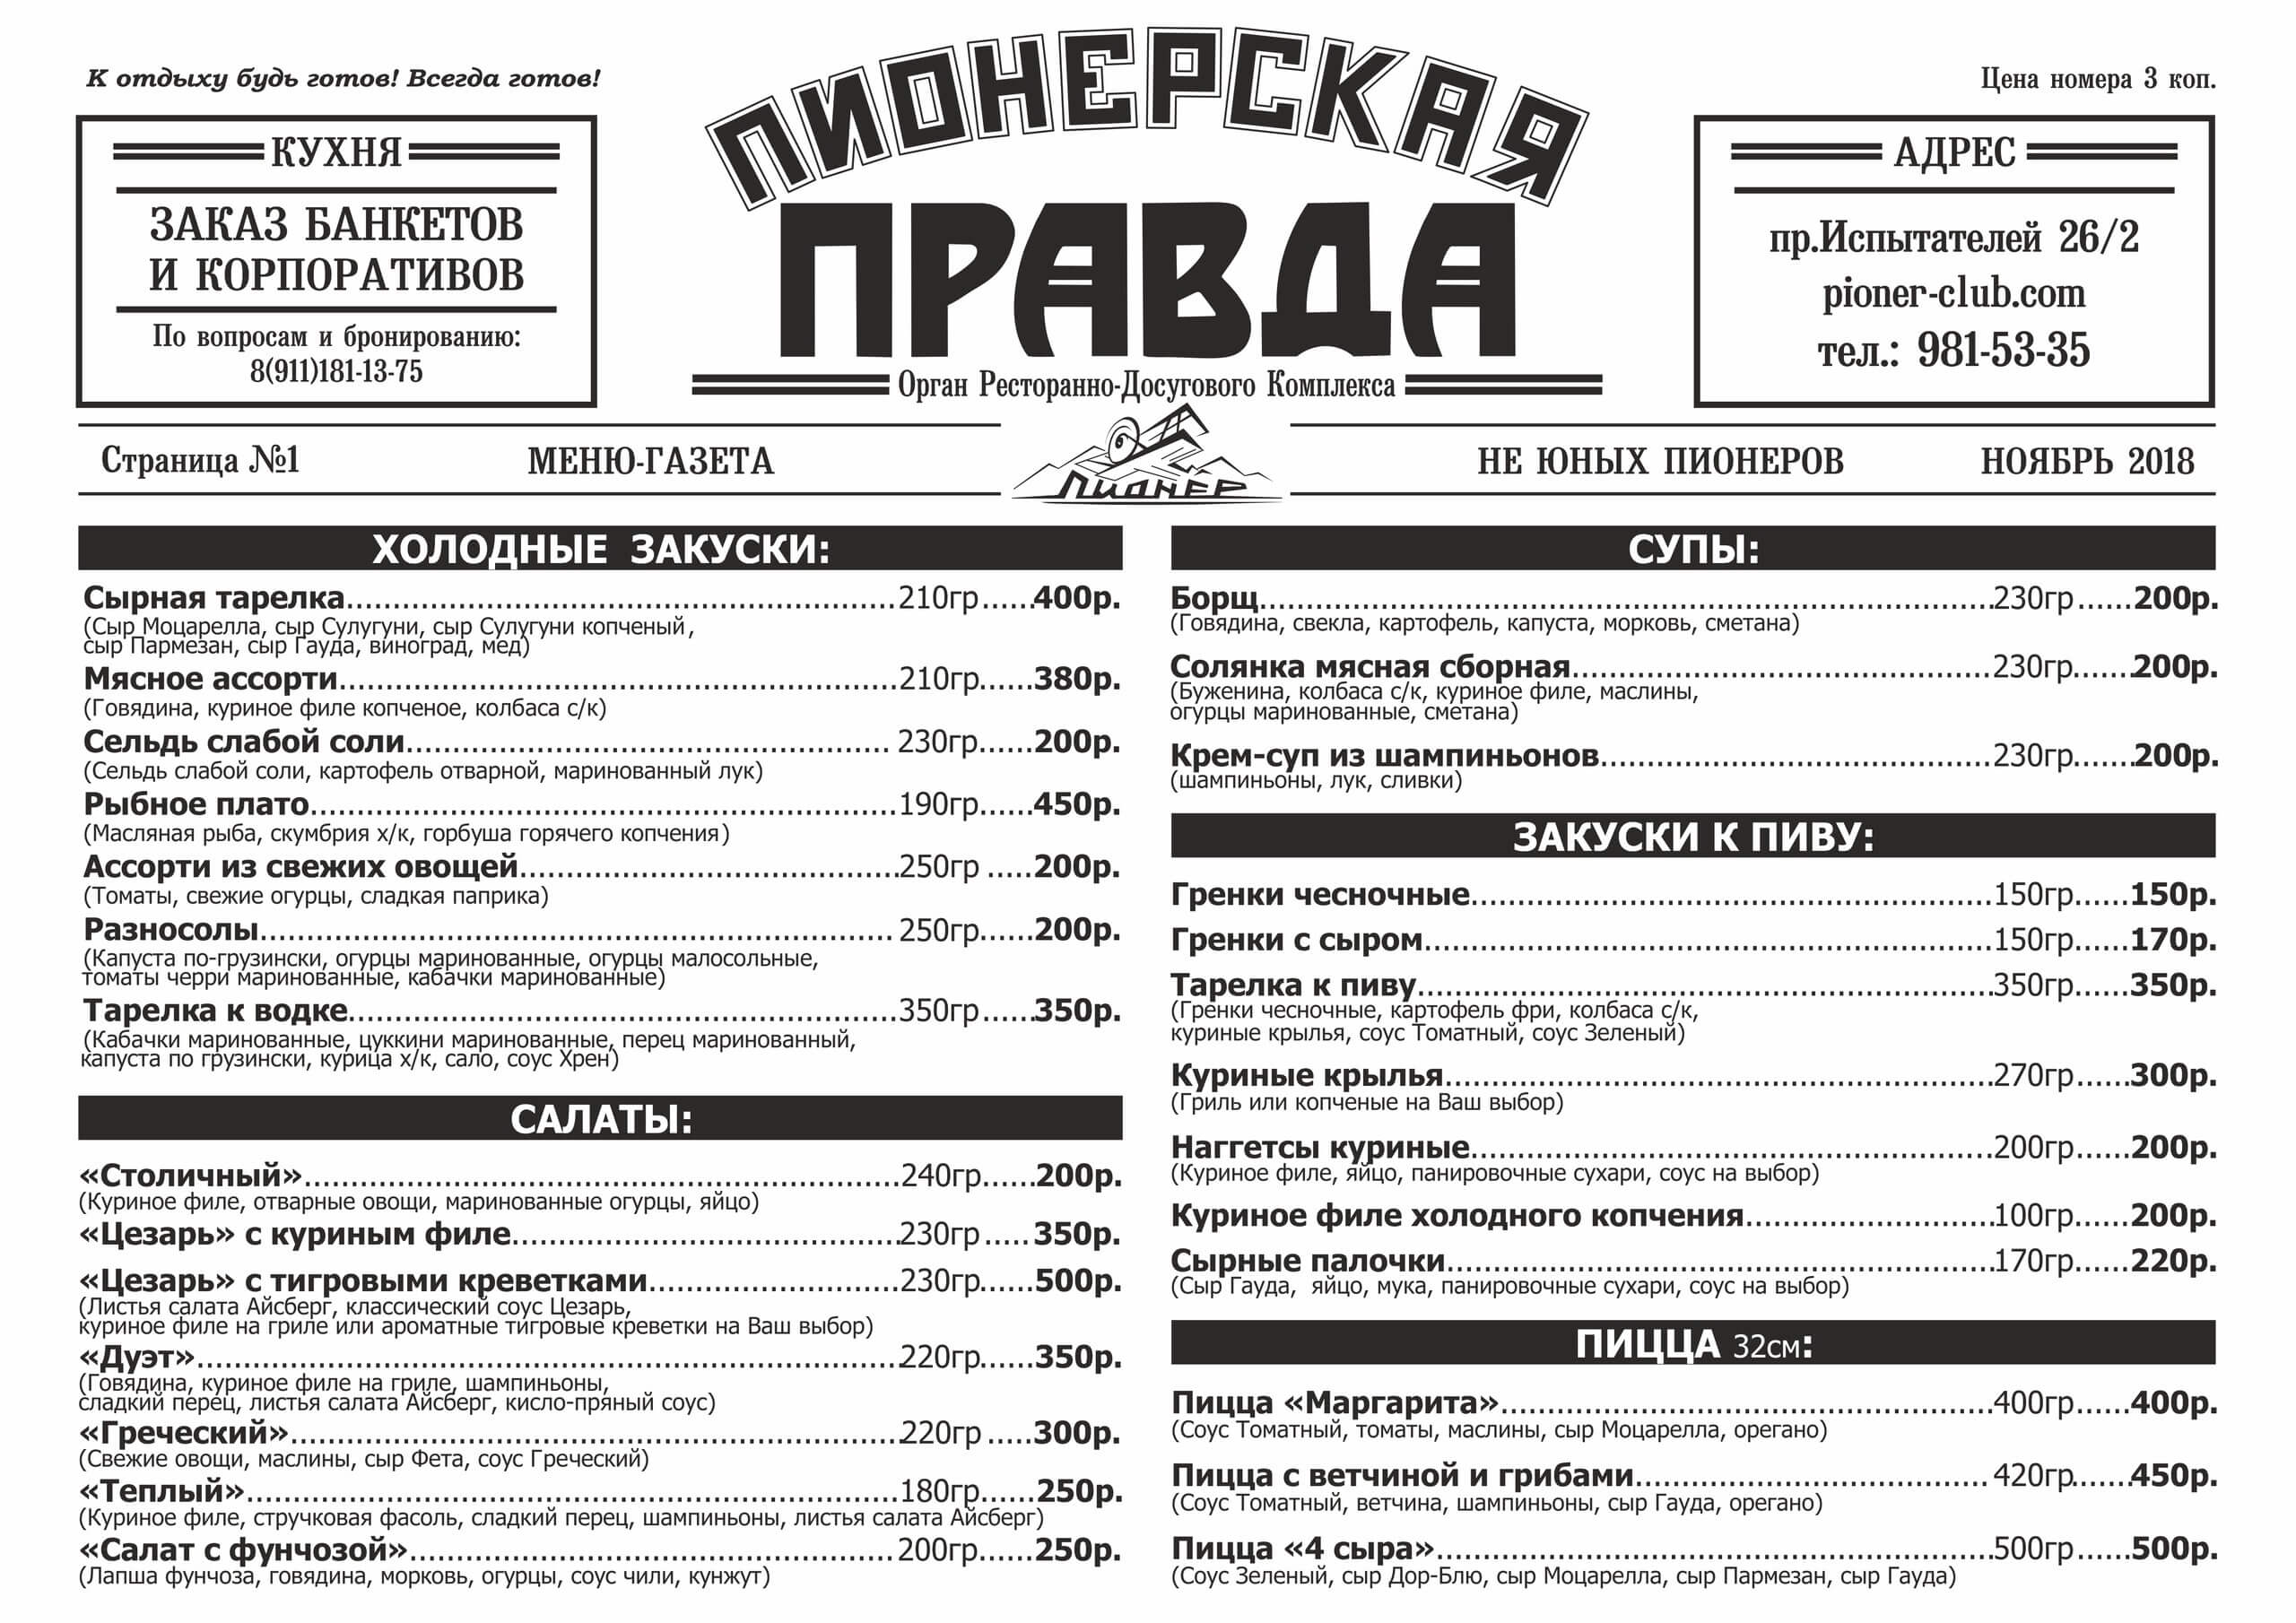 К отдыху будь готов! Всегда готов!
КУХНЯ
ЗАКАЗ БАНКЕТОВ
И КОРПОРАТИВОВ
По вопросам и бронированию:
8(911)181-13-75
ПИОНЕРСКАЯ
ПРАВДА
Орган Ресторанно-Досугового Комплекса
Цена номера 3 коп.
АДРЕС
пр.Испытателей 26/2
pioner-club.com
тел.: 981-53-35
Страница №1 МЕНЮ-ГАЗЕТА ПИОНЕР НЕ ЮНЫХ ПИОНЕРОВ НОЯБРЬ 2018
ХОЛОДНЫЕ ЗАКУСКИ:
Сырная тарелка......210гр......400р.
(Сыр Моцарелла, сыр Сулугуни, сыр Сулугуни копченый,
сыр Пармезан, сыр Гауда, виноград, мед)
Мясное ассорти......210гр......380р.
(Говядина, куриное филе копченое, колбаса с/к)
Сельдь слабой соли...... 230гр......200р.
(Сельдь слабой соли, картофель отварной, маринованный лук)
Рыбное плато......190гр......450р.
(Масляная рыба, скумбрия х/к, горбуша горячего копчения)
Ассорти из свежих овощей......250гр .....200р.
(Томаты, свежие огурцы, сладкая паприка)
Разносолы...... 250гр......200р.
(Капуста по-грузински, огурцы маринованные, огурцы малосольные,
томаты черри маринованные, кабачки маринованные)
Тарелка к водке......350гр......350р.
(Кабачки маринованные, цуккини маринованные, перец маринованный,
капуста по грузински, курица х/к, сало, соус Хрен)
САЛАТЫ:
«Столичный»......240гр......200р.
(Куриное филе, отварные овощи, маринованные огурцы, яйцо)
«Цезарь» с куриным филе......230гр ..... 350р.
«Цезарь» с тигровыми креветками......230гр......500р.
(Листья салата Айсберг, классический соус Цезарь,
куриное филе на гриле или ароматные тигровые креветки на Ваш выбор)
«Дуэт»......220гр......350р.
(Говядина, куриное филе на гриле, шампиньоны,
сладкий перец, листья салата Айсберг, кисло-пряный соус)
«Греческий»......220гр .....300р.
(Свежие овощи, маслины, сыр Фета, соус Греческий)
«Теплый»......180гр......250р.
(Куриное филе, стручковая фасоль, сладкий перец, шампиньоны, листья салата Айсберг)
«Салат с фунчозой»...... 200гр......250р.
(Лапша фунчоза, говядина, морковь, огурцы, соус чили, кунжут)
СУПЫ:
Борщ......230гр......200р.
(Говядина, свекла, картофель, капуста, морковь, сметана)
Солянка мясная сборная......230гр......200р.
(Буженина, колбаса с/к, куриное филе, маслины,
огурцы маринованные, сметана)
Крем-суп из шампиньонов......230гр......200р.
(шампиньоны, лук, сливки)
ЗАКУСКИ К ПИВУ:
Гренки чесночные......150гр......150р.
Гренки с сыром......150гр......170р.
Тарелка к пиву......350гр......350р.
(Гренки чесночные, картофель фри, колбаса с/к,
куриные крылья, соус Томатный, соус Зеленый)
Куриные крылья......270гр......300р.
(Гриль или копченые на Ваш выбор)
Наггетсы куриные......200гр......200р.
(Куриное филе, яйцо, панировочные сухари, соус на выбор)
Куриное филе холодного копчения......100гр......200р.
Сырные палочки......170гр......220р.
(Сыр Гауда, яйцо, мука, панировочные сухари, соус на выбор)
ПИЦЦА 32см:
Пицца «Маргарита»......400гр......400р.
(Соус Томатный, томаты, маслины, сыр Моцарелла, орегано)
Пицца с ветчиной и грибами...... 420гр......450р.
(Соус Томатный, ветчина, шампиньоны, сыр Гауда, орегано)
Пицца «4 сыра»......500гр......500р.
(Соус Зеленый, сыр Дор-Блю, сыр Моцарелла, сыр Пармезан, сыр Гауда)